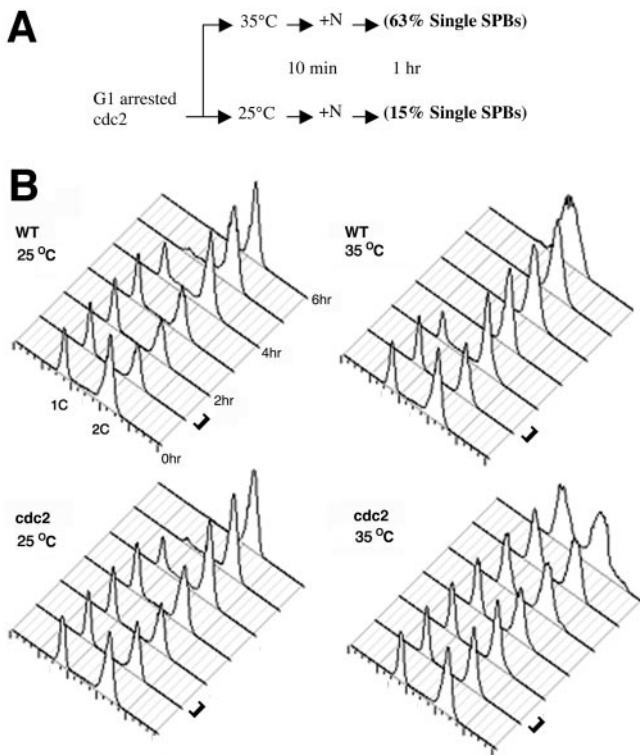 A
35°C +N (63% Single SPBs)
10 min 1 hr
G1 arrested
cdc2
25°C +N (15% Single SPBs)
B
WT
25 °C
1C
2C
0hr
2hr
4hr
6hr
WT
35 °C
cdc2
25 °C
cdc2
35 °C